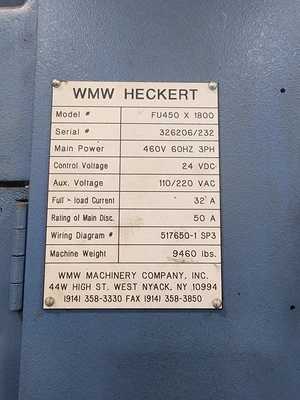 WMW HECKERT
Model # FU450 X 1800
Serial # 326206/232
Main Power 460V 60HZ 3PH
Control Voltage 24 VDC
Aux. Voltage 110/220 VAC
Full - load Current 32 A
Rating of Main Disc. 50 A
Wiring Diagram # 517650-1 SP3
Machine Weight 9460 lbs.
WMW MACHINERY COMPANY, INC.
44W HIGH ST. WEST NYACK, NY 10994
(914) 358-3330 FAX (914) 358-3850